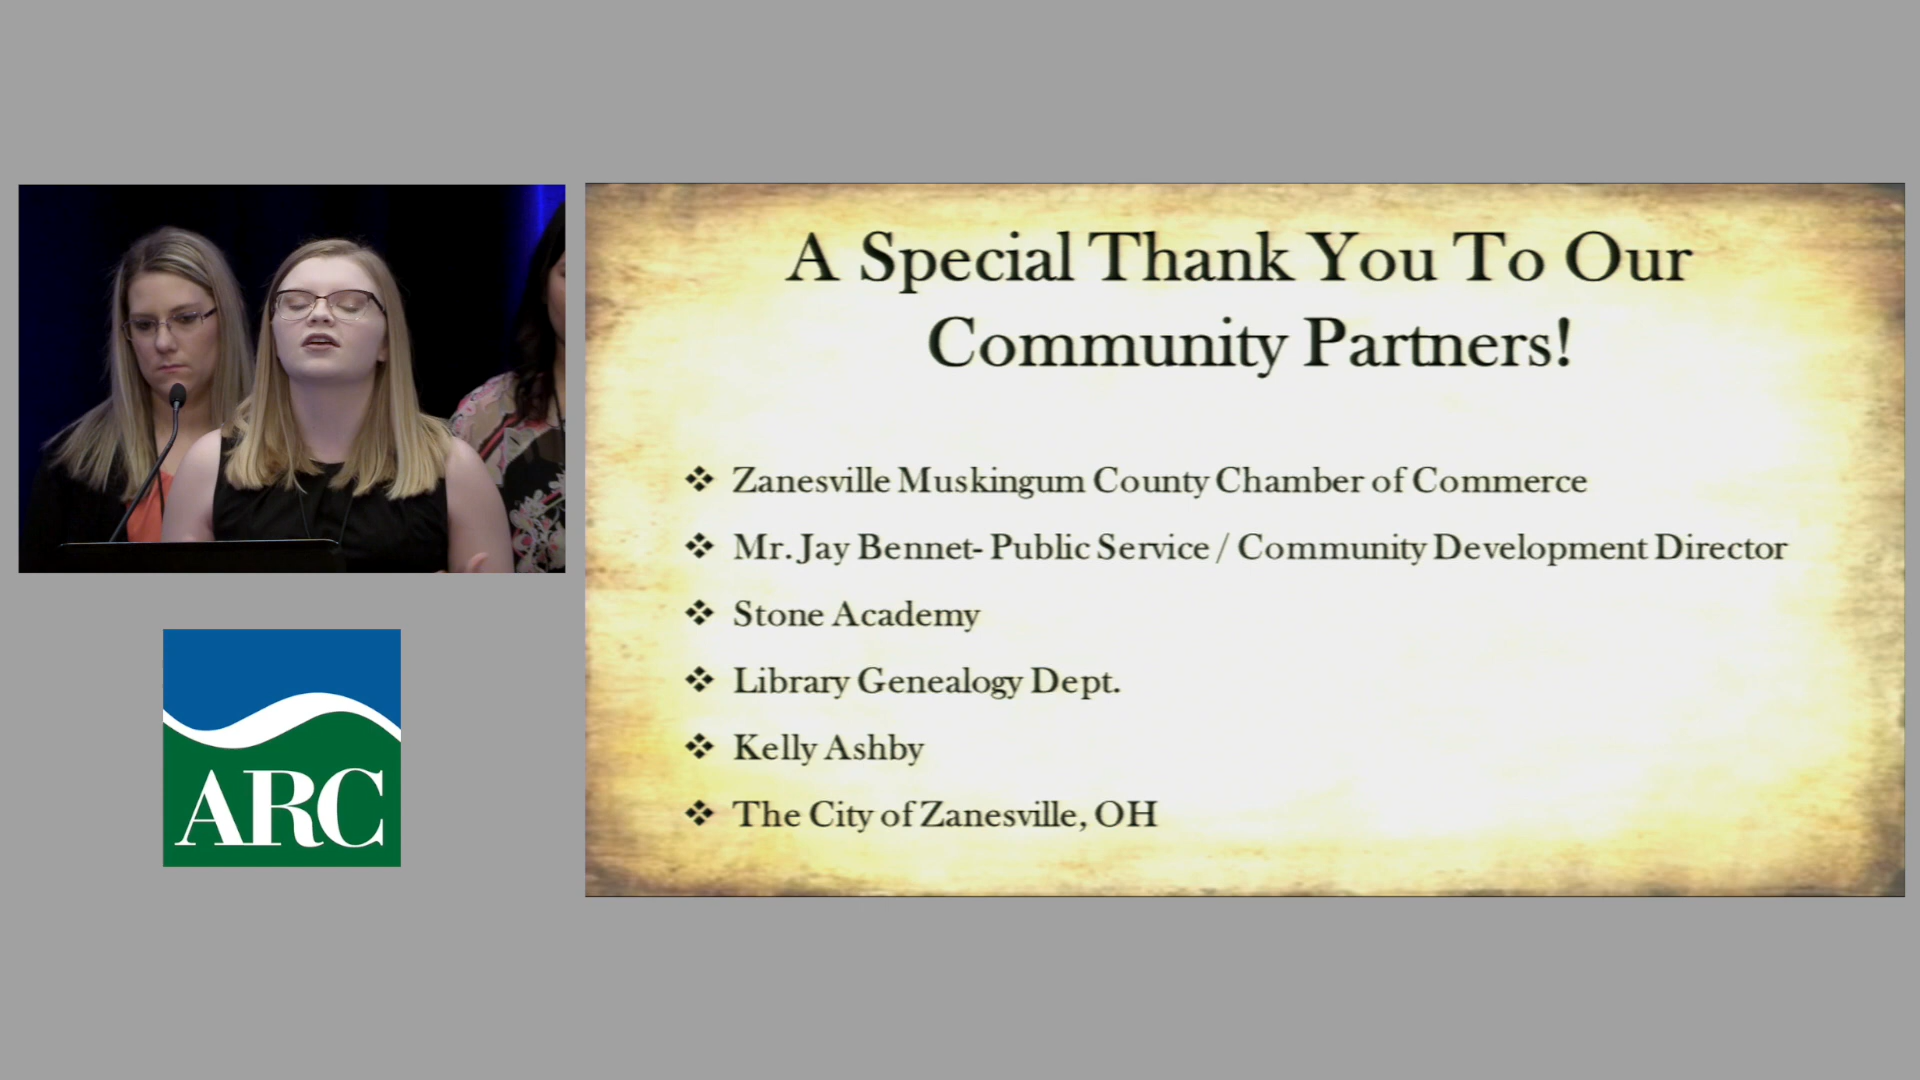 A Special Thank You To Our
Community Partners!
❖ Zanesville Muskingum County Chamber of Commerce
❖ Mr. Jay Bennet- Public Service / Community Development Director
❖ Stone Academy
❖ Library Genealogy Dept.
❖ Kelly Ashby
❖ The City of Zanesville, OH
ARC